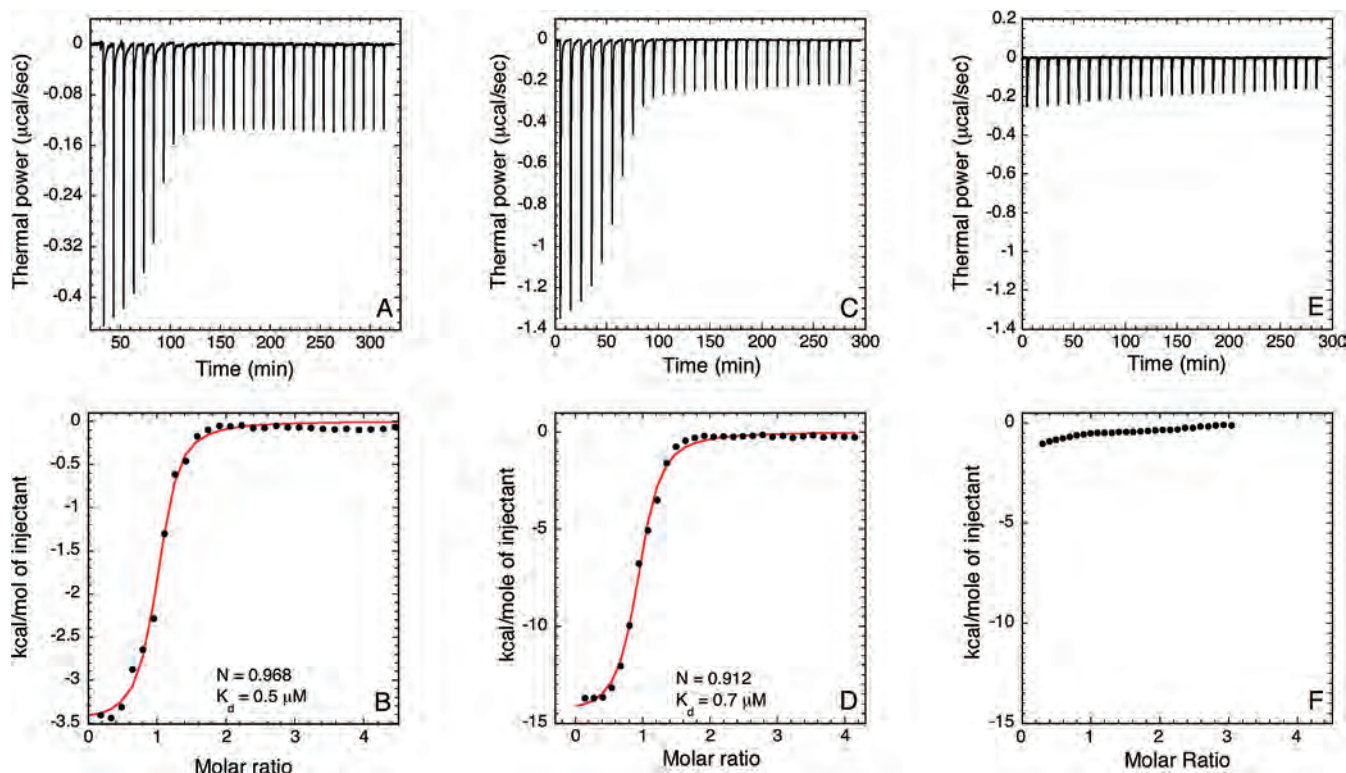 0
-0.08
-0.16
-0.24
-0.32
-0.4
Thermal power (μcal/sec)
A
50 100 150 200 250 300
Time (min)
0
-0.2
-0.4
-0.6
-0.8
-1
-1.2
-1.4
Thermal power (μcal/sec)
C
0 50 100 150 200 250 300
Time (min)
0.2
0
-0.2
-0.4
-0.6
-0.8
-1
-1.2
-1.4
Thermal power (μcal/sec)
E
0 50 100 150 200 250 300
Time (min)
0
-0.5
-1
-1.5
-2
-2.5
-3
-3.5
kcal/mol of injectant
N = 0.968
Kd = 0.5 μM
B
0 1 2 3 4
Molar ratio
0
-5
-10
-15
kcal/mole of injectant
N = 0.912
Kd = 0.7 μM
D
0 1 2 3 4
Molar ratio
0
-5
-10
-15
kcal/mole of injectant
F
0 1 2 3 4
Molar Ratio